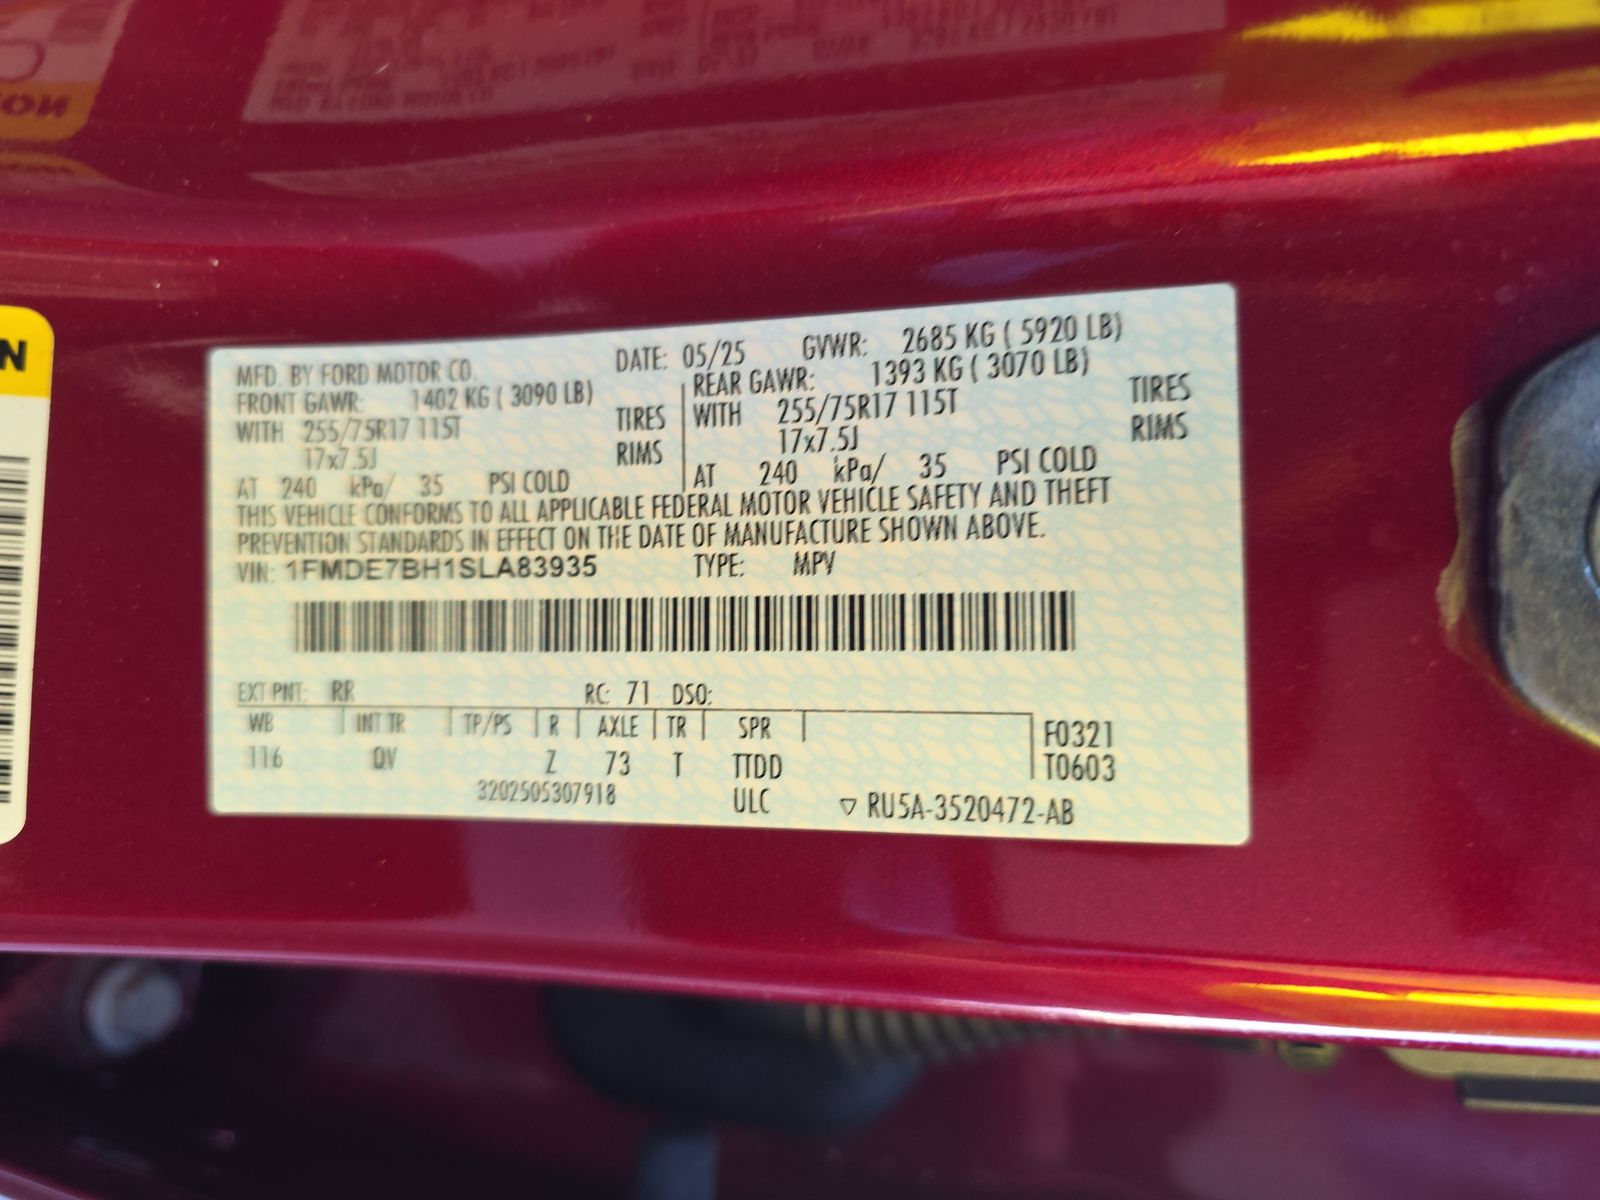 MFD. BY FORD MOTOR CO. DATE: 05/25 GVWR: 2685 KG ( 5920 LB)
FRONT GAWR: 1402 KG ( 3090 LB) REAR GAWR: 1393 KG ( 3070 LB)
WITH 255/75R17 115T TIRES WITH 255/75R17 115T TIRES
17x7.5J RIMS 17x7.5J RIMS
AT 240 kPa/ 35 PSI COLD AT 240 kPa/ 35 PSI COLD
THIS VEHICLE CONFORMS TO ALL APPLICABLE FEDERAL MOTOR VEHICLE SAFETY AND THEFT
PREVENTION STANDARDS IN EFFECT ON THE DATE OF MANUFACTURE SHOWN ABOVE.
VIN: 1FMDE7BH1SLA83935 TYPE: MPV
EXT PNT: RR RC: 71 DSO:
WB INT TR TP/PS R AXLE TR SPR F0321
116 QV Z 73 T TTDD T0603
3202505307918 ULC ▽ RU5A-3520472-AB